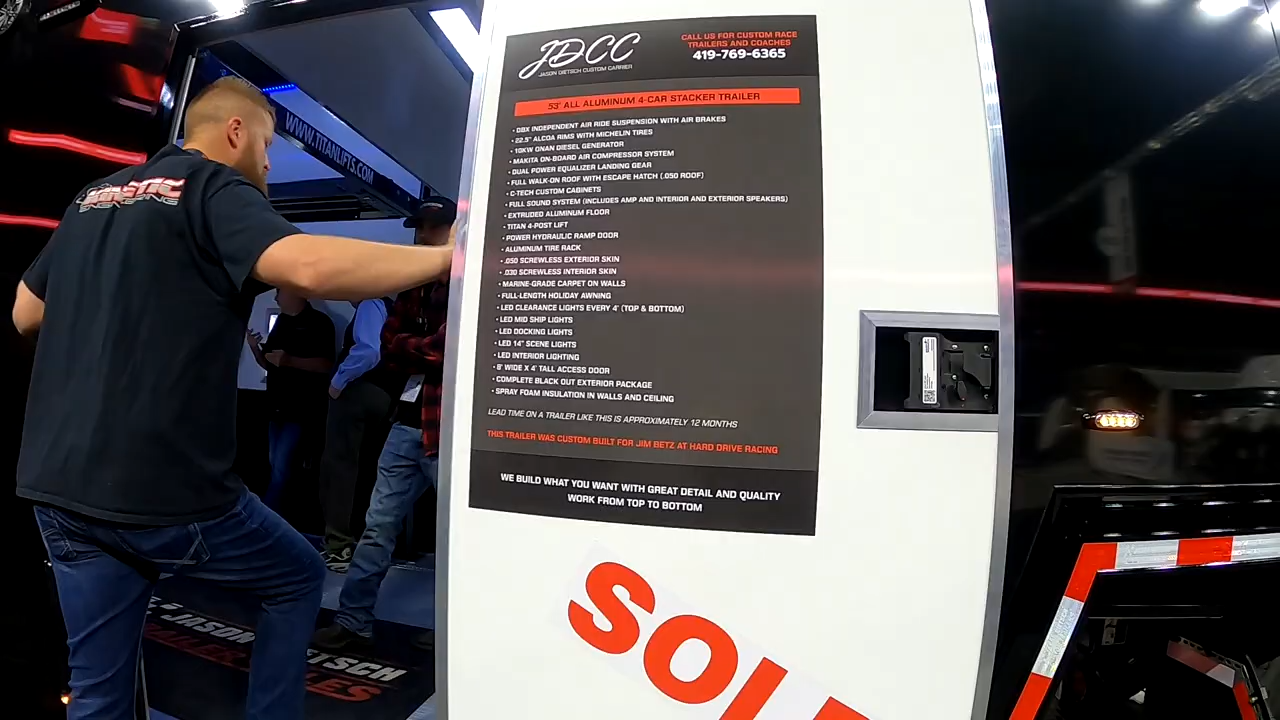 JDCC
JASON DIETSCH CUSTOM CARRIER
CALL US FOR CUSTOM RACE
TRAILERS AND COACHES
419-769-6365
53' ALL ALUMINUM 4-CAR STACKER TRAILER
• DBX INDEPENDENT AIR RIDE SUSPENSION WITH AIR BRAKES
• 22.5" ALCOA RIMS WITH MICHELIN TIRES
• 10KW ONAN DIESEL GENERATOR
• MAKITA ON-BOARD AIR COMPRESSOR SYSTEM
• DUAL POWER EQUALIZER LANDING GEAR
• FULL WALK-ON ROOF WITH ESCAPE HATCH (.050 ROOF)
• C-TECH CUSTOM CABINETS
• FULL SOUND SYSTEM (INCLUDES AMP AND INTERIOR AND EXTERIOR SPEAKERS)
• EXTRUDED ALUMINUM FLOOR
• TITAN 4-POST LIFT
• POWER HYDRAULIC RAMP DOOR
• ALUMINUM TIRE RACK
• .050 SCREWLESS EXTERIOR SKIN
• .030 SCREWLESS INTERIOR SKIN
• MARINE-GRADE CARPET ON WALLS
• FULL-LENGTH HOLIDAY AWNING
• LED CLEARANCE LIGHTS EVERY 4' (TOP & BOTTOM)
• LED MID SHIP LIGHTS
• LED DOCKING LIGHTS
• LED 14" SCENE LIGHTS
• LED INTERIOR LIGHTING
• 8' WIDE X 4' TALL ACCESS DOOR
• COMPLETE BLACK OUT EXTERIOR PACKAGE
• SPRAY FOAM INSULATION IN WALLS AND CEILING
LEAD TIME ON A TRAILER LIKE THIS IS APPROXIMATELY 12 MONTHS
THIS TRAILER WAS CUSTOM BUILT FOR JIM BETZ AT HARD DRIVE RACING
WE BUILD WHAT YOU WANT WITH GREAT DETAIL AND QUALITY
WORK FROM TOP TO BOTTOM
SOL
WWW.TITANLIFTS.COM
JASON
ETSCH